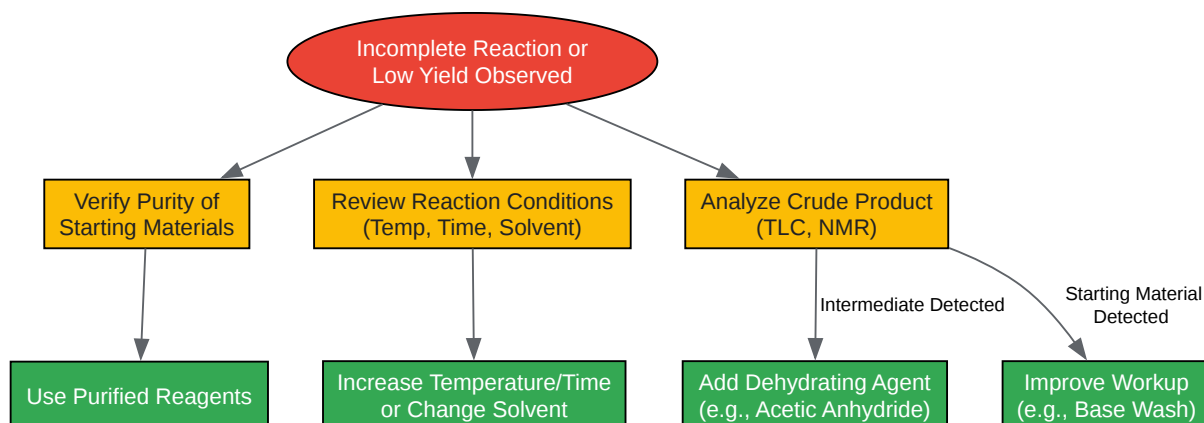 Incomplete Reaction or
Low Yield Observed
Verify Purity of
Starting Materials
Review Reaction Conditions
(Temp, Time, Solvent)
Analyze Crude Product
(TLC, NMR)
Intermediate Detected
Starting Material
Detected
Use Purified Reagents
Increase Temperature/Time
or Change Solvent
Add Dehydrating Agent
(e.g., Acetic Anhydride)
Improve Workup
(e.g., Base Wash)